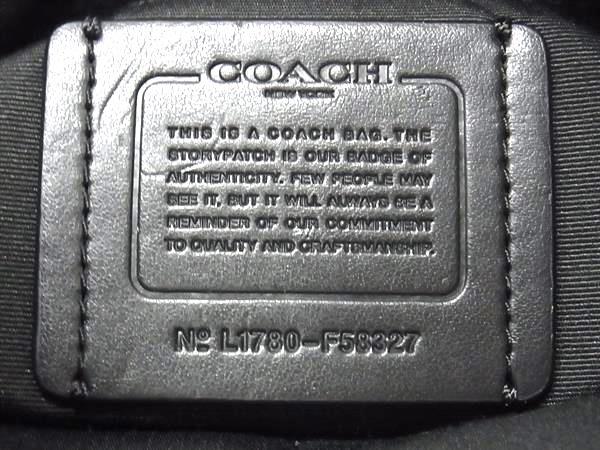 COACH
NEW YORK
THIS IS A COACH BAG. THE
STORYPATCH IS OUR BADGE OF
AUTHENTICITY. FEW PEOPLE MAY
SEE IT, BUT IT WILL ALWAYS BE A
REMINDER OF OUR COMMITMENT
TO QUALITY AND CRAFTSMANSHIP.
Nº L1780-F58327